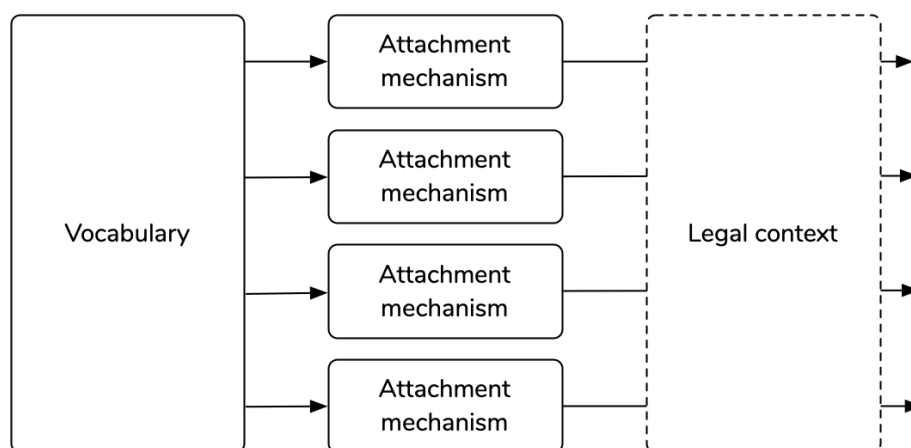 Attachment
mechanism
Attachment
mechanism
Vocabulary
Legal context
Attachment
mechanism
Attachment
mechanism